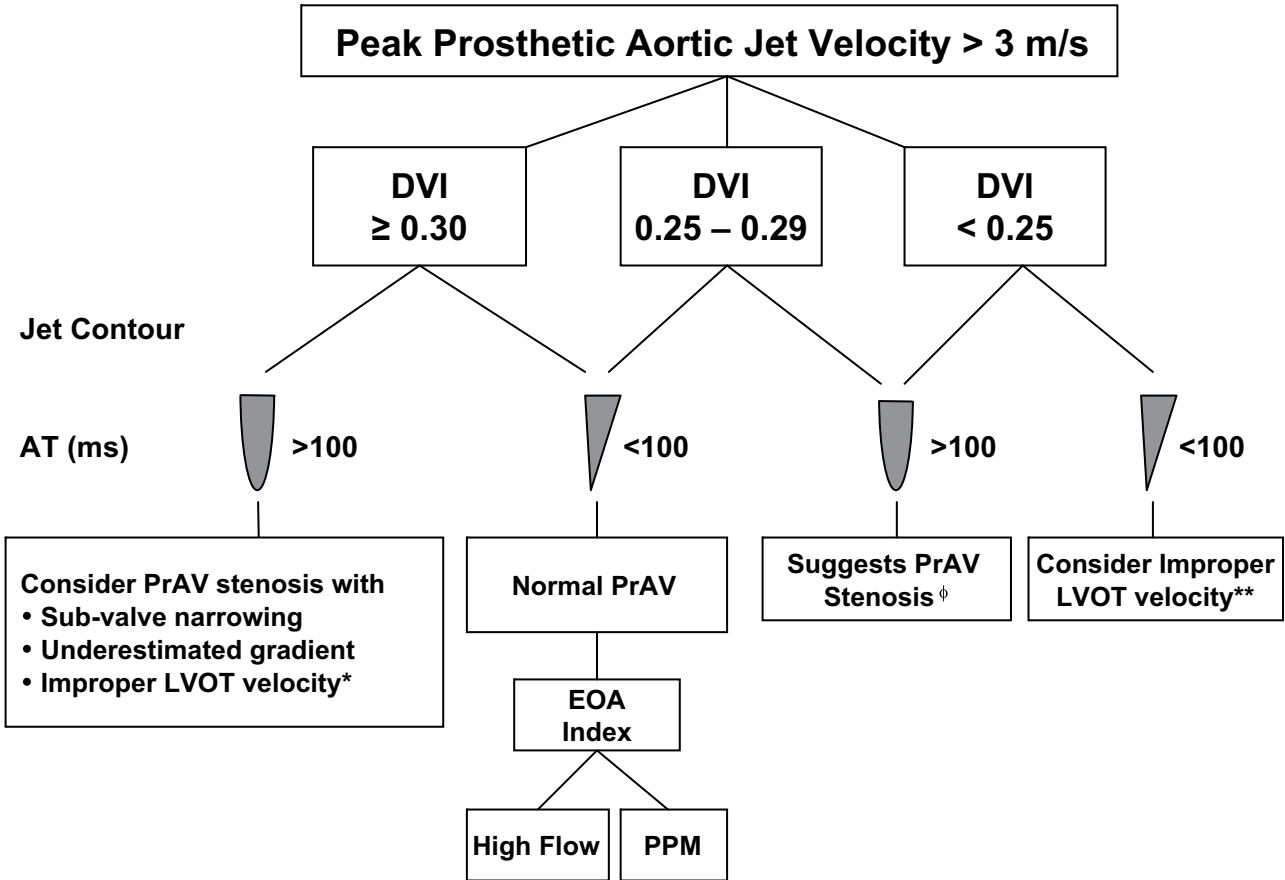 Peak Prosthetic Aortic Jet Velocity > 3 m/s
DVI
≥ 0.30
DVI
0.25 – 0.29
DVI
< 0.25
Jet Contour
AT (ms)
>100
<100
>100
<100
Consider PrAV stenosis with
• Sub-valve narrowing
• Underestimated gradient
• Improper LVOT velocity*
Normal PrAV
Suggests PrAV
Stenosis ϕ
Consider Improper
LVOT velocity**
EOA
Index
High Flow
PPM